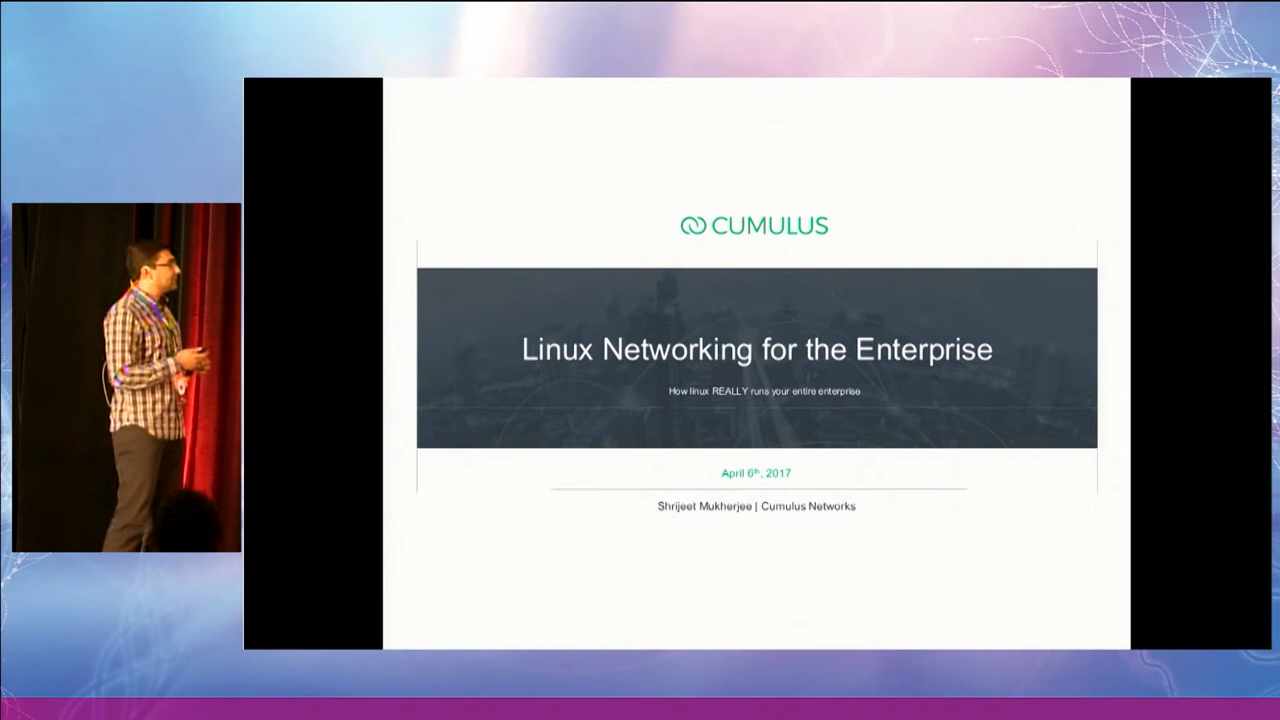 CUMULUS
Linux Networking for the Enterprise
How linux REALLY runs your entire enterprise
April 6th, 2017
Shrijeet Mukherjee | Cumulus Networks